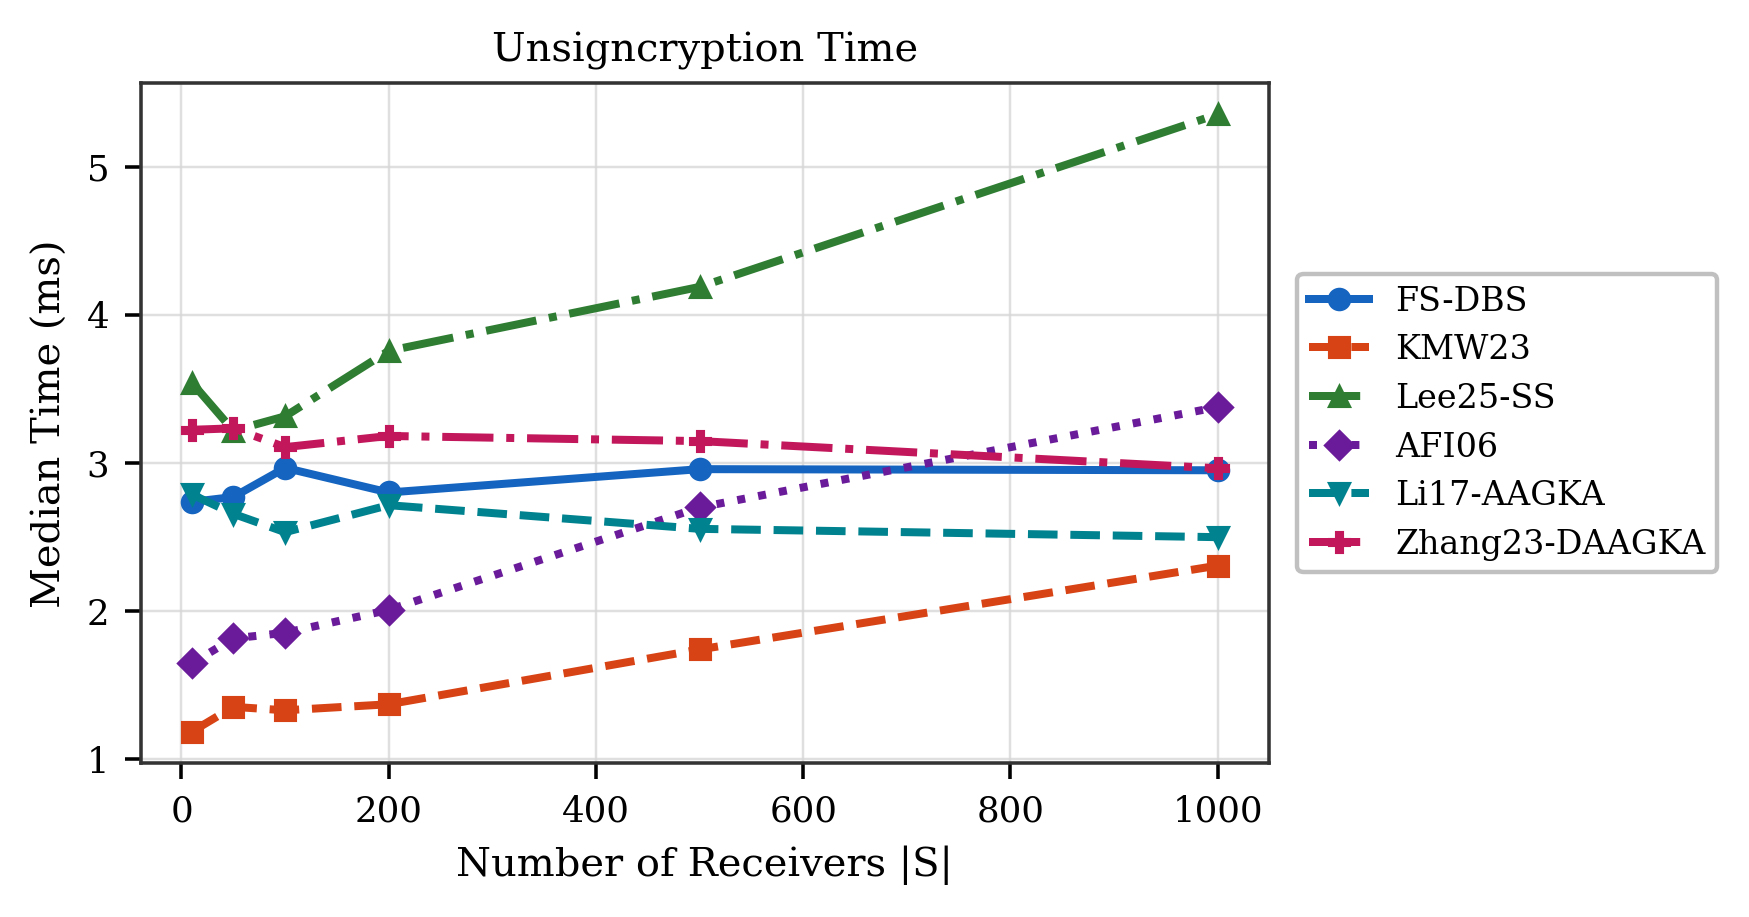 Unsigncryption Time
Median Time (ms)
5
4
3
2
1
0 200 400 600 800 1000
Number of Receivers |S|
FS-DBS
KMW23
Lee25-SS
AFI06
Li17-AAGKA
Zhang23-DAAGKA